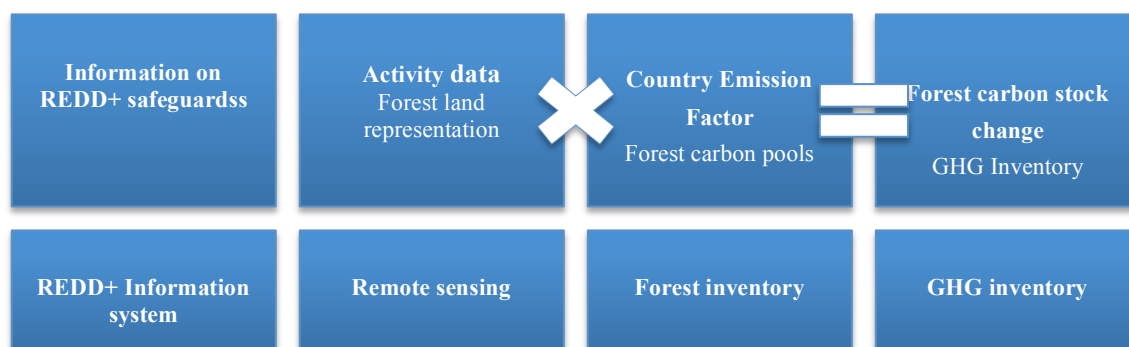 Information on
REDD+ safeguardss
Activity data
Forest land
representation
Country Emission
Factor
Forest carbon pools
Forest carbon stock
change
GHG Inventory
REDD+ Information
system
Remote sensing
Forest inventory
GHG inventory